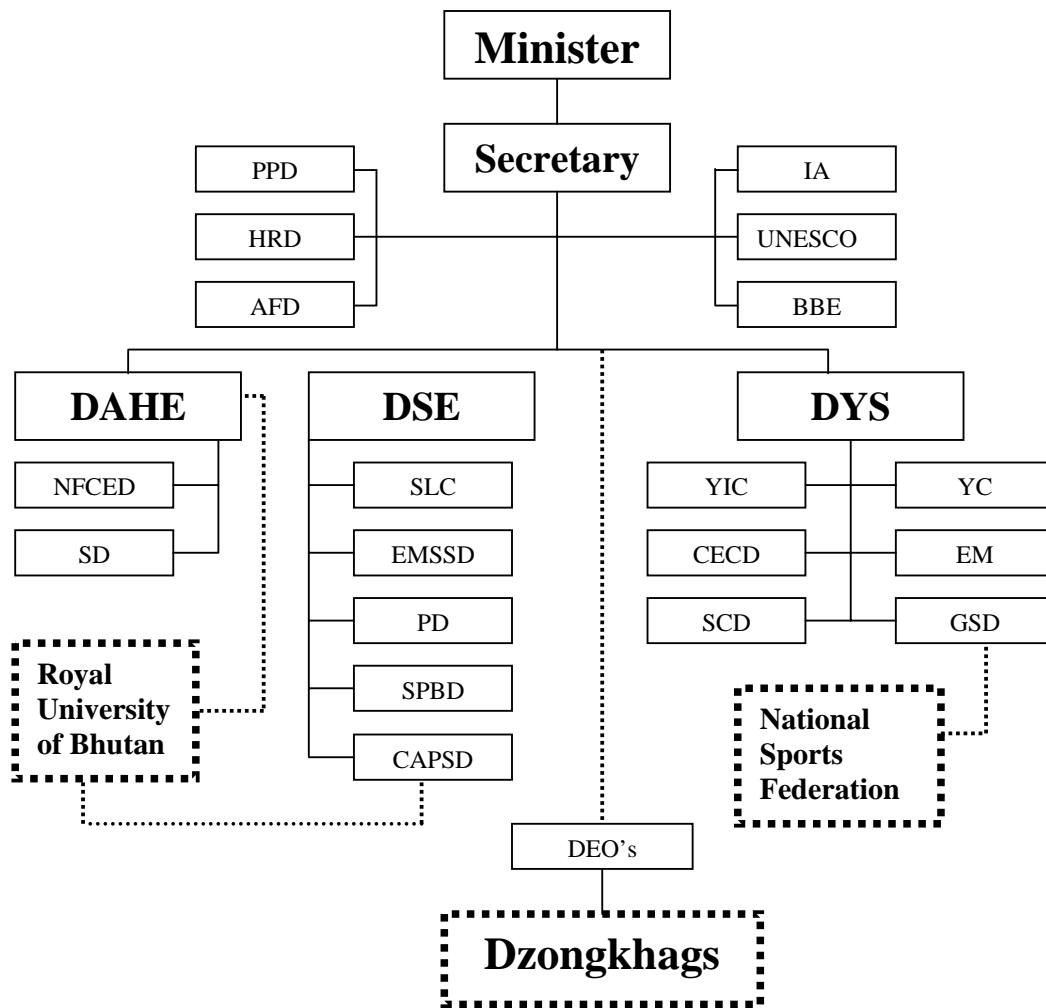 Minister
Secretary
PPD
IA
HRD
UNESCO
AFD
BBE
DAHE
DSE
DYS
NFCED
SLC
YIC
YC
SD
EMSSD
CECD
EM
PD
SCD
GSD
Royal
University
of Bhutan
SPBD
National
Sports
Federation
CAPSD
DEO’s
Dzongkhags